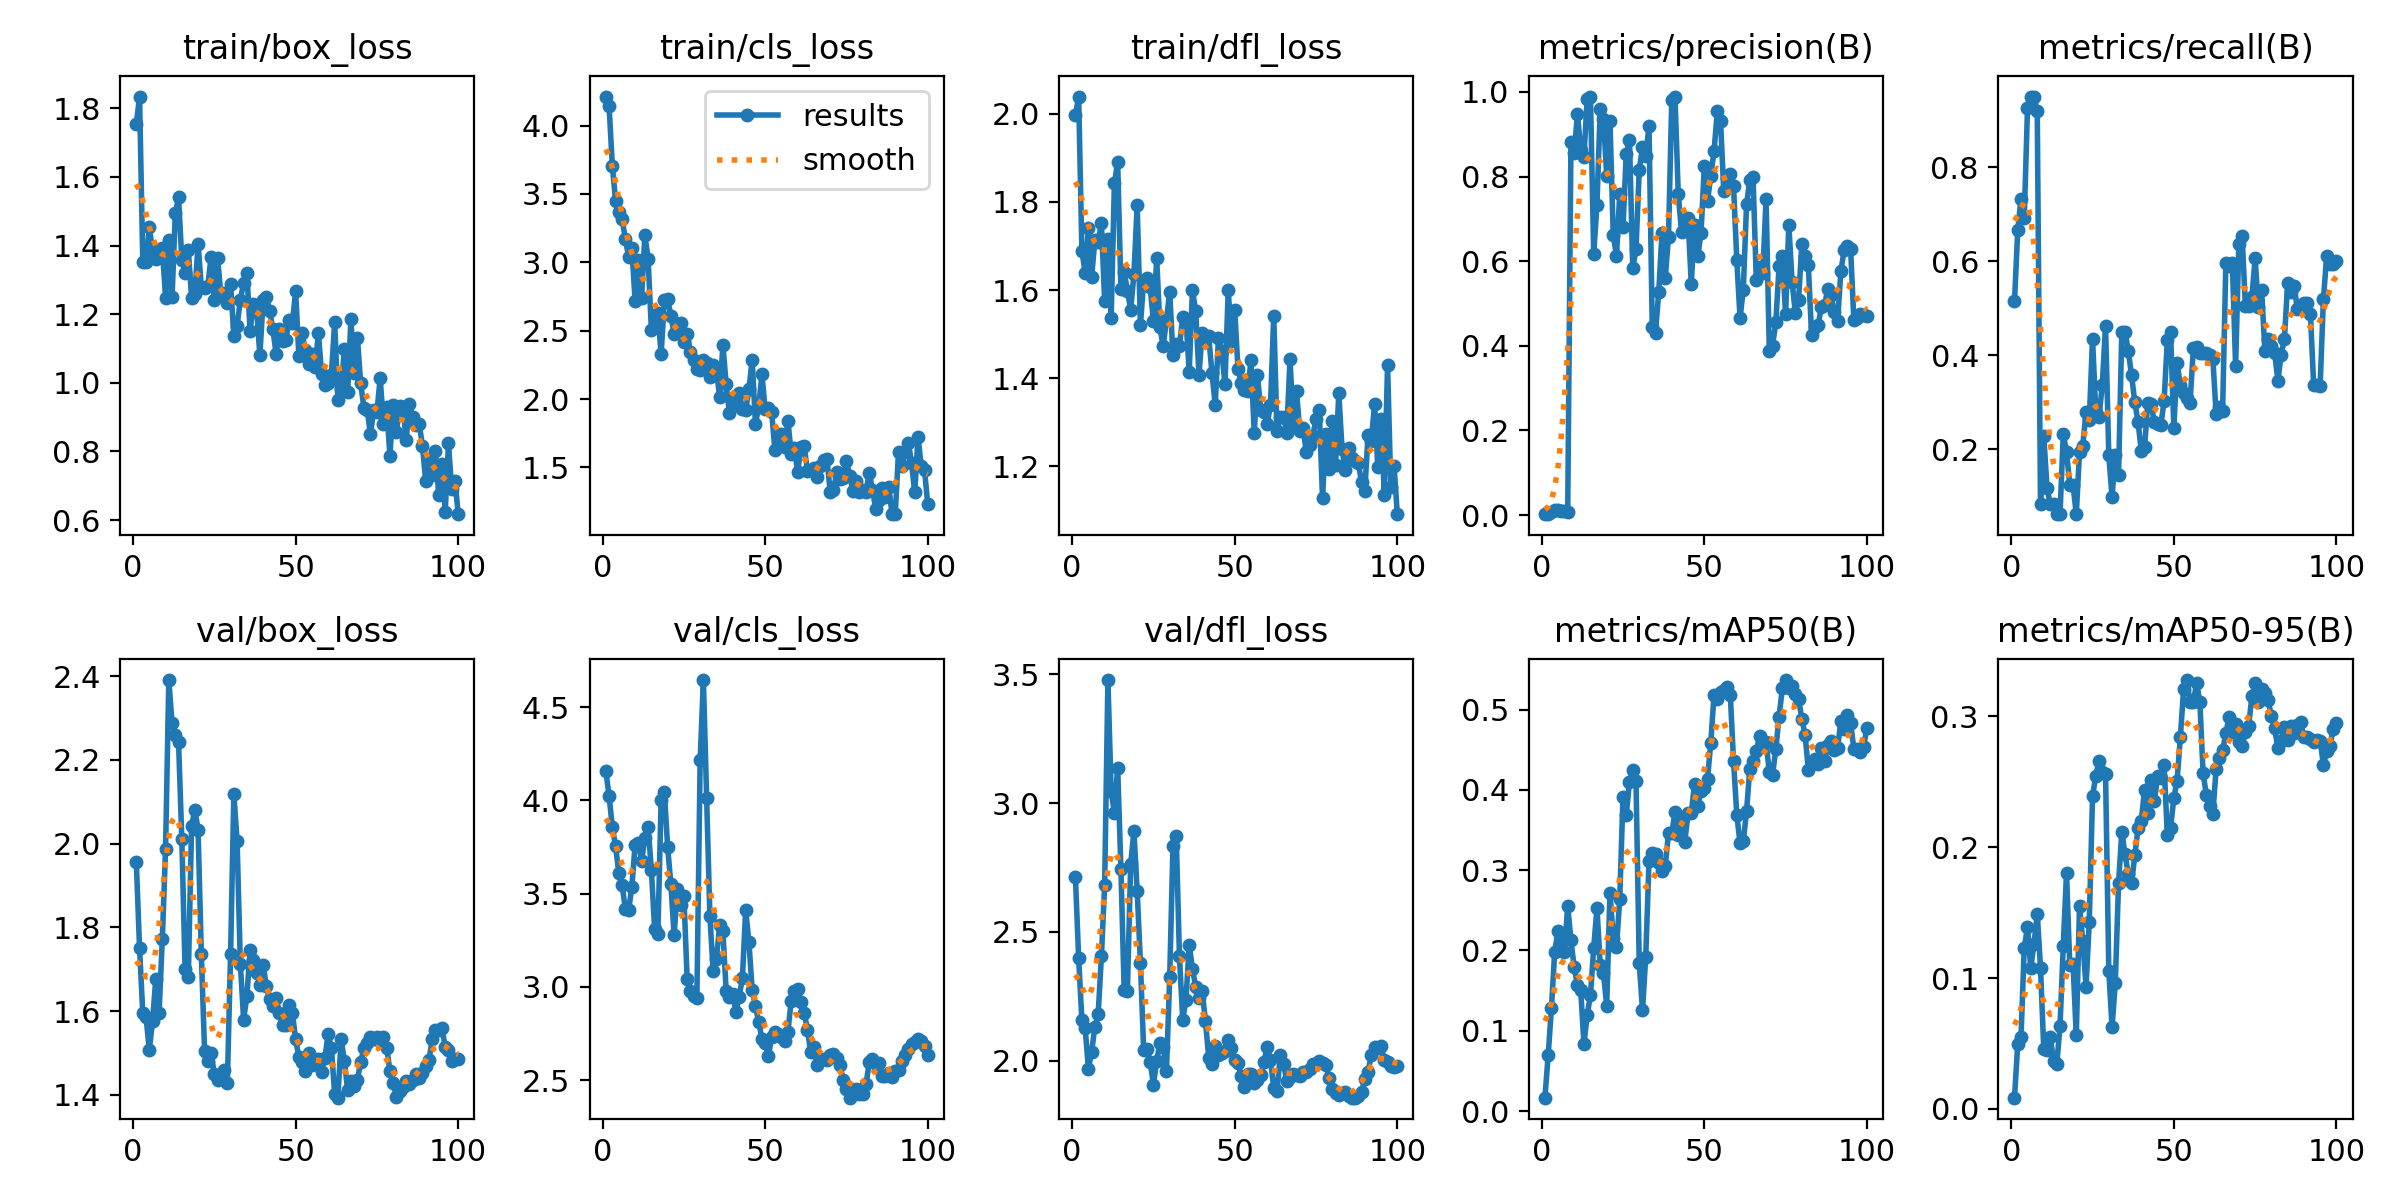 train/box_loss
1.8
1.6
1.4
1.2
1.0
0.8
0.6
0 50 100
train/cls_loss
results
smooth
4.0
3.5
3.0
2.5
2.0
1.5
0 50 100
train/dfl_loss
2.0
1.8
1.6
1.4
1.2
0 50 100
metrics/precision(B)
1.0
0.8
0.6
0.4
0.2
0.0
0 50 100
metrics/recall(B)
0.8
0.6
0.4
0.2
0 50 100
val/box_loss
2.4
2.2
2.0
1.8
1.6
1.4
0 50 100
val/cls_loss
4.5
4.0
3.5
3.0
2.5
0 50 100
val/dfl_loss
3.5
3.0
2.5
2.0
0 50 100
metrics/mAP50(B)
0.5
0.4
0.3
0.2
0.1
0.0
0 50 100
metrics/mAP50-95(B)
0.3
0.2
0.1
0.0
0 50 100